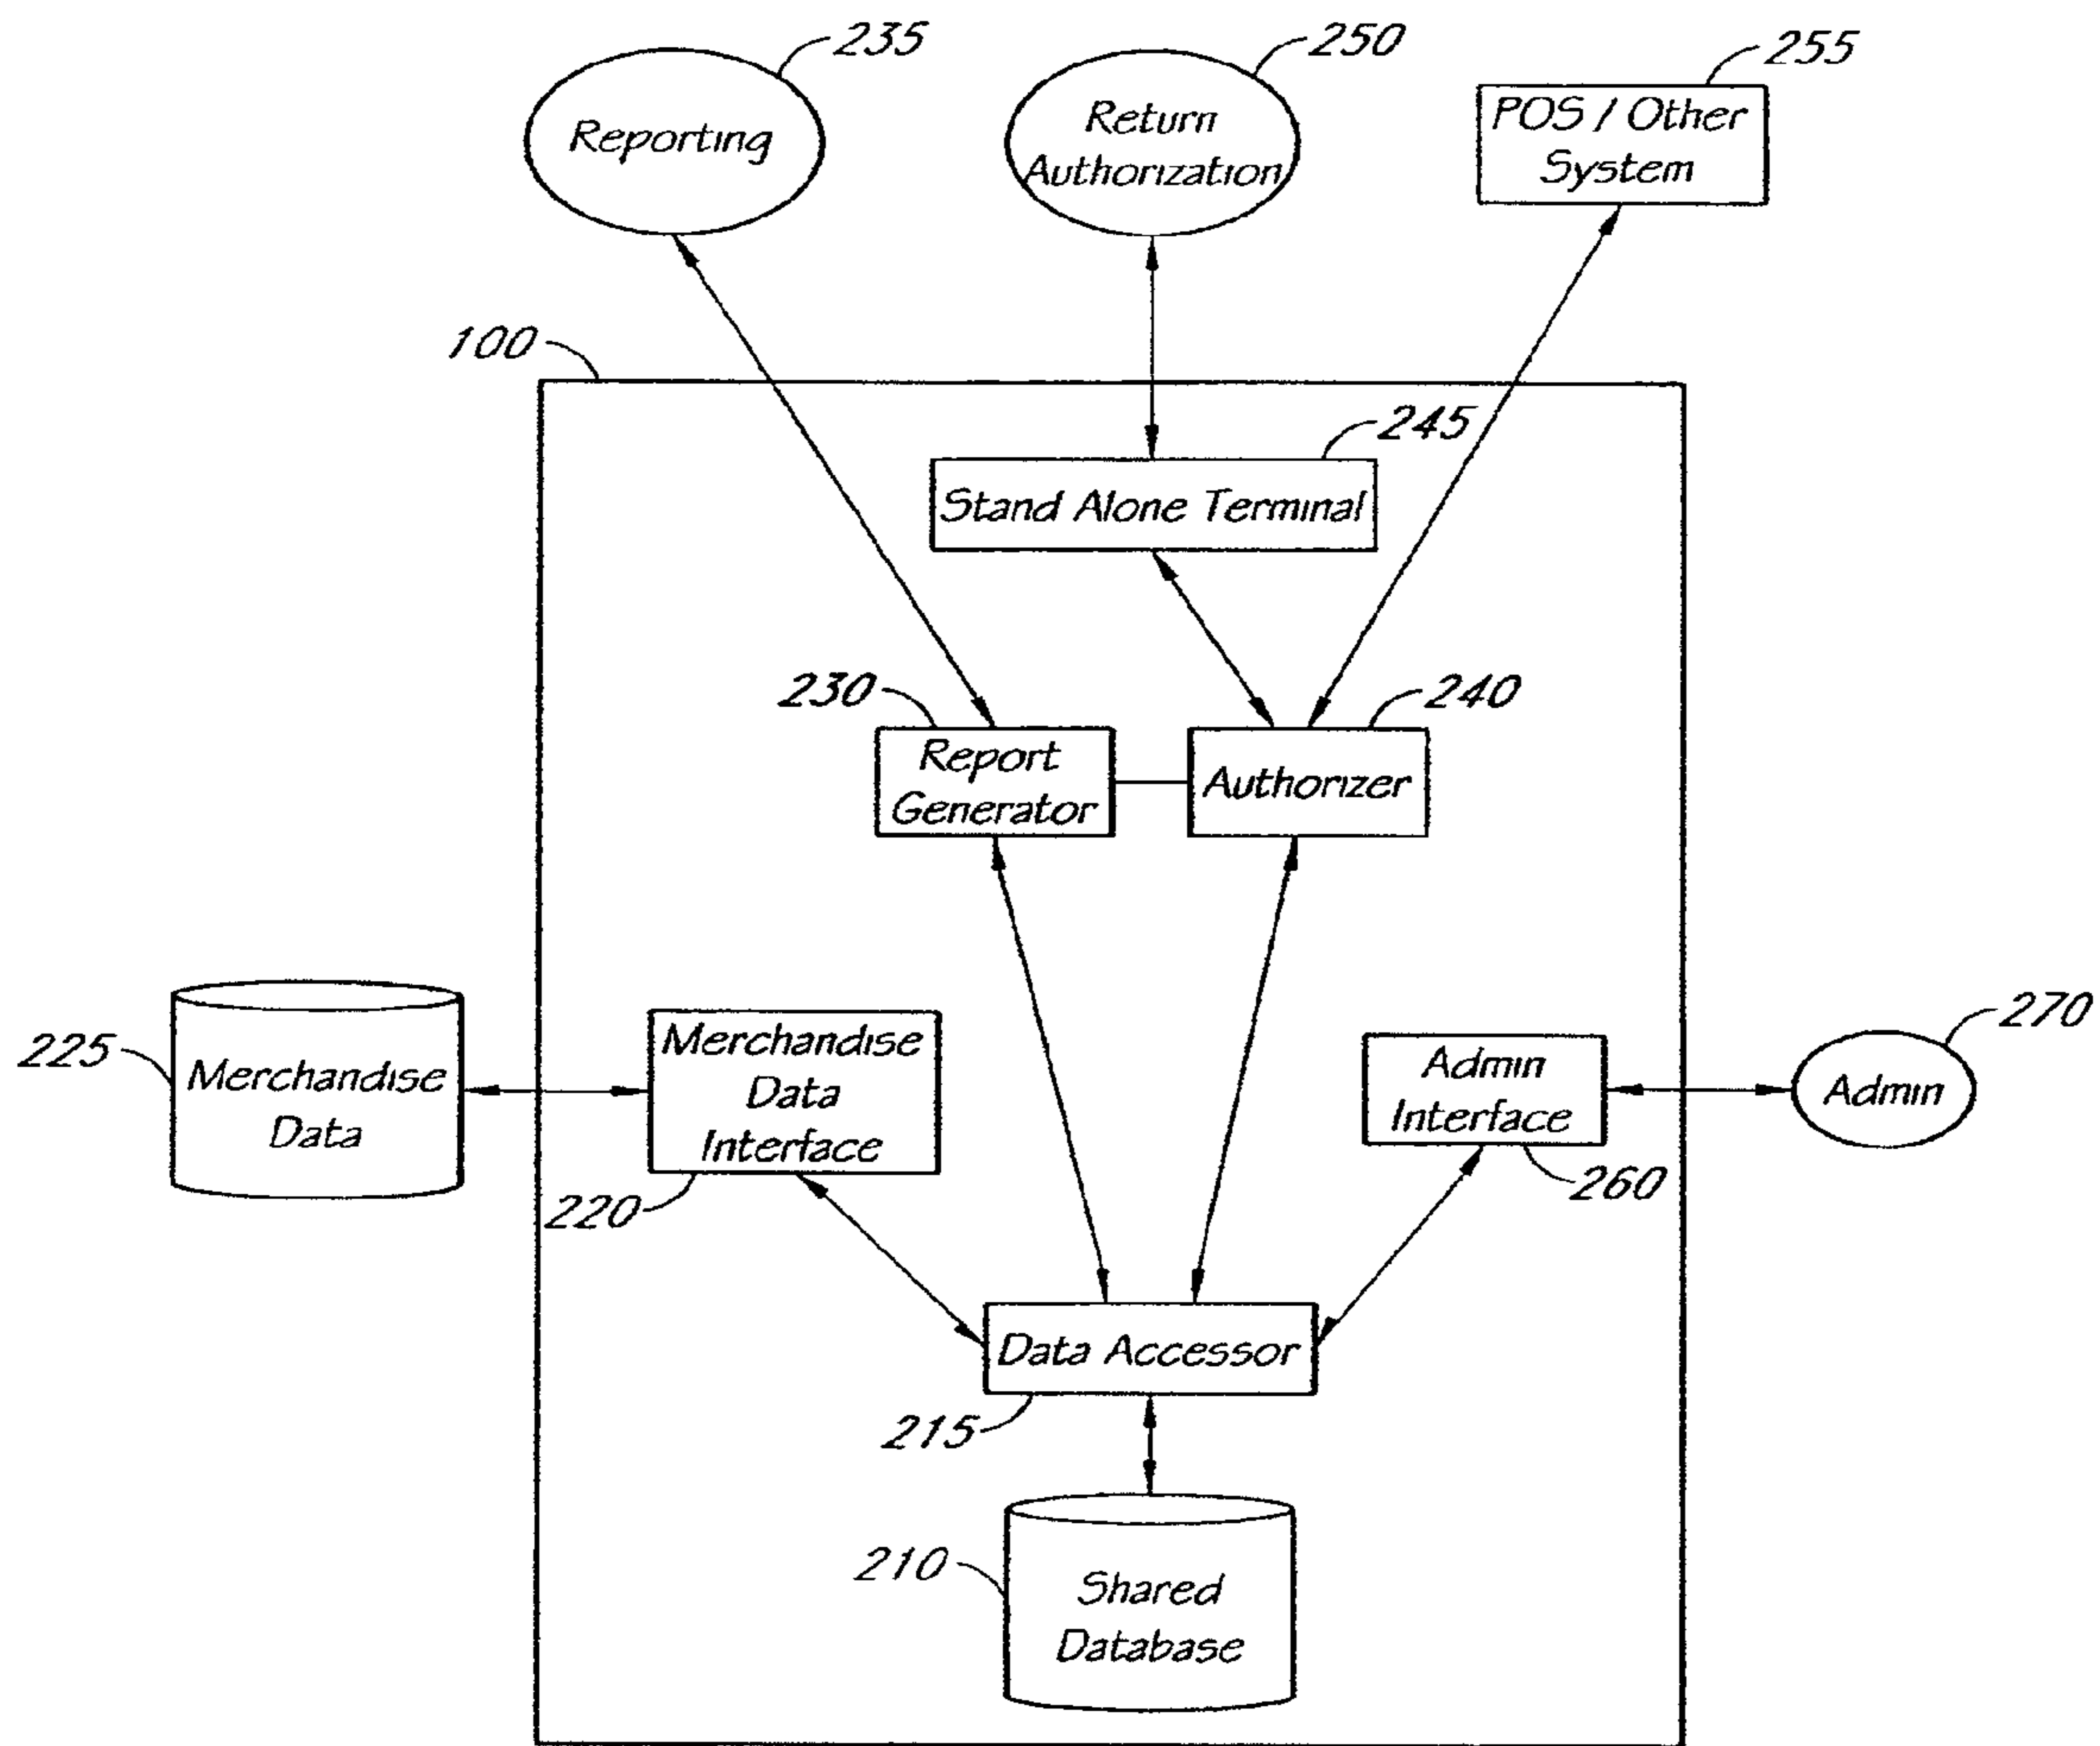 235
250
255
Reporting
Return
Authorization
POS / Other
System
100
245
Stand Alone Terminal
230
240
Report
Generator
Authorizer
225
Merchandise
Data
Merchandise
Data
Interface
220
Admin
Interface
260
270
Admin
Data Accessor
215
210
Shared
Database